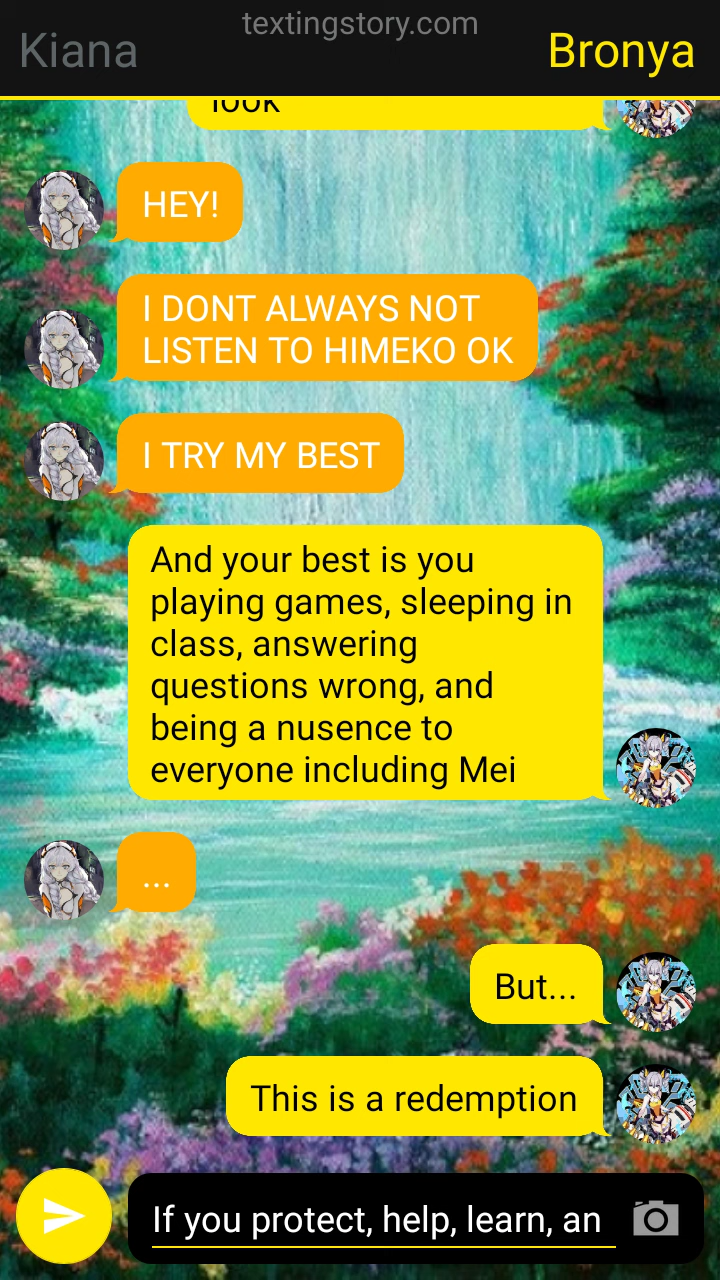 textingstory.com
Kiana
Bronya
look
HEY!
I DONT ALWAYS NOT
LISTEN TO HIMEKO OK
I TRY MY BEST
And your best is you
playing games, sleeping in
class, answering
questions wrong, and
being a nusence to
everyone including Mei
...
But...
This is a redemption
If you protect, help, learn, an